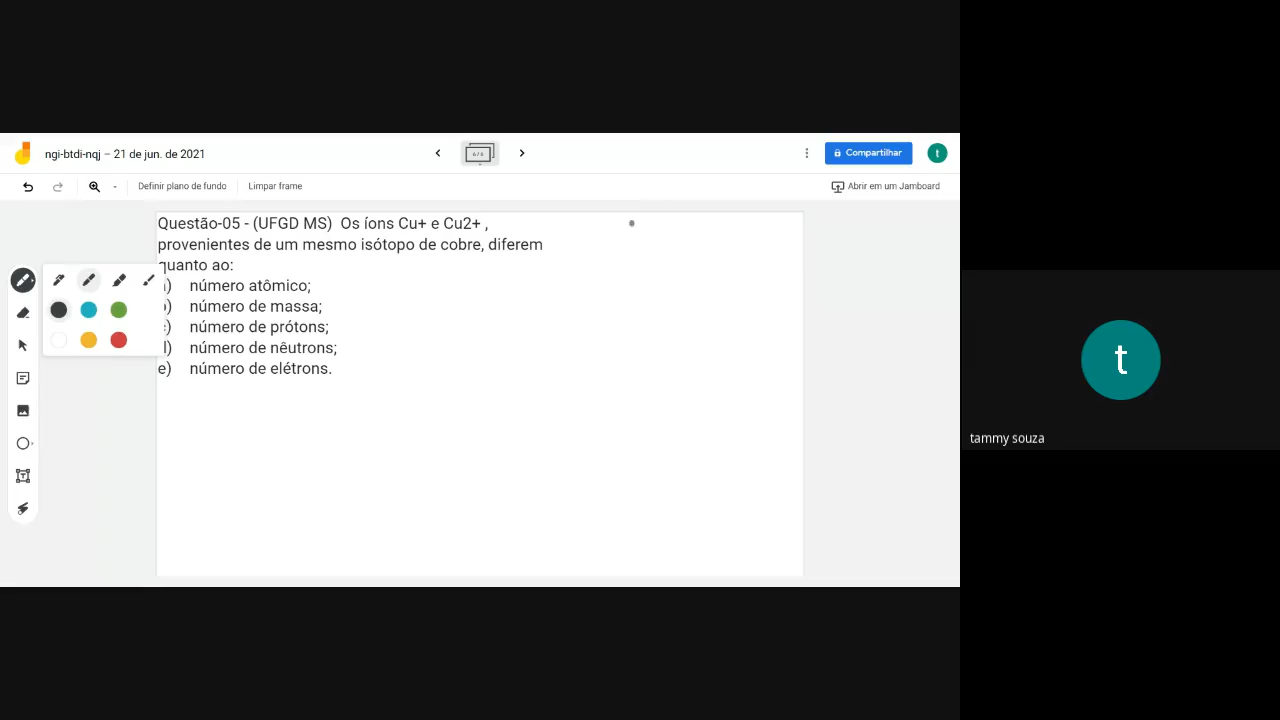 ngi-btdi-nqj – 21 de jun. de 2021
6 / 6
Compartilhar
t
Definir plano de fundo
Limpar frame
Abrir em um Jamboard
Questão-05 - (UFGD MS)  Os íons Cu+ e Cu2+ ,
provenientes de um mesmo isótopo de cobre, diferem
quanto ao:
) número atômico;
) número de massa;
) número de prótons;
) número de nêutrons;
e) número de elétrons.
t
tammy souza